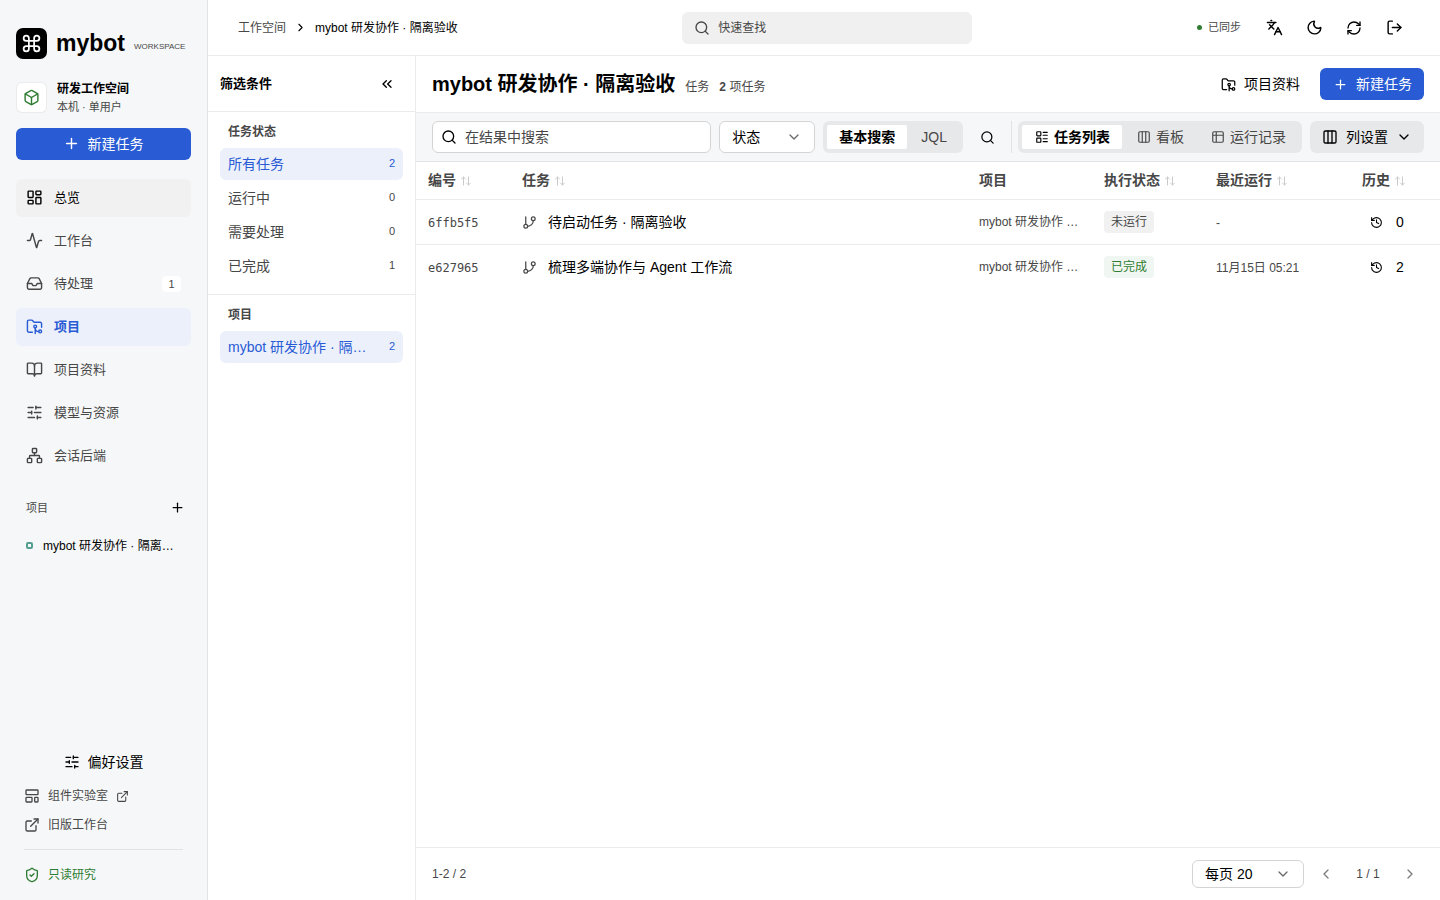 mybot WORKSPACE
研发工作空间
本机 · 单用户
新建任务
总览
工作台
待处理 1
项目
项目资料
模型与资源
会话后端
项目
mybot 研发协作 · 隔离…
偏好设置
组件实验室
旧版工作台
只读研究
工作空间 mybot 研发协作 · 隔离验收
快速查找
已同步
筛选条件
任务状态
所有任务 2
运行中 0
需要处理 0
已完成 1
项目
mybot 研发协作 · 隔… 2
mybot 研发协作 · 隔离验收 任务 2 项任务
项目资料
新建任务
在结果中搜索
状态
基本搜索 JQL
任务列表 看板 运行记录
列设置
编号 任务 项目 执行状态 最近运行 历史
6ffb5f5 待启动任务 · 隔离验收 mybot 研发协作 … 未运行 - 0
e627965 梳理多端协作与 Agent 工作流 mybot 研发协作 … 已完成 11月15日 05:21 2
1-2 / 2
每页 20
1 / 1